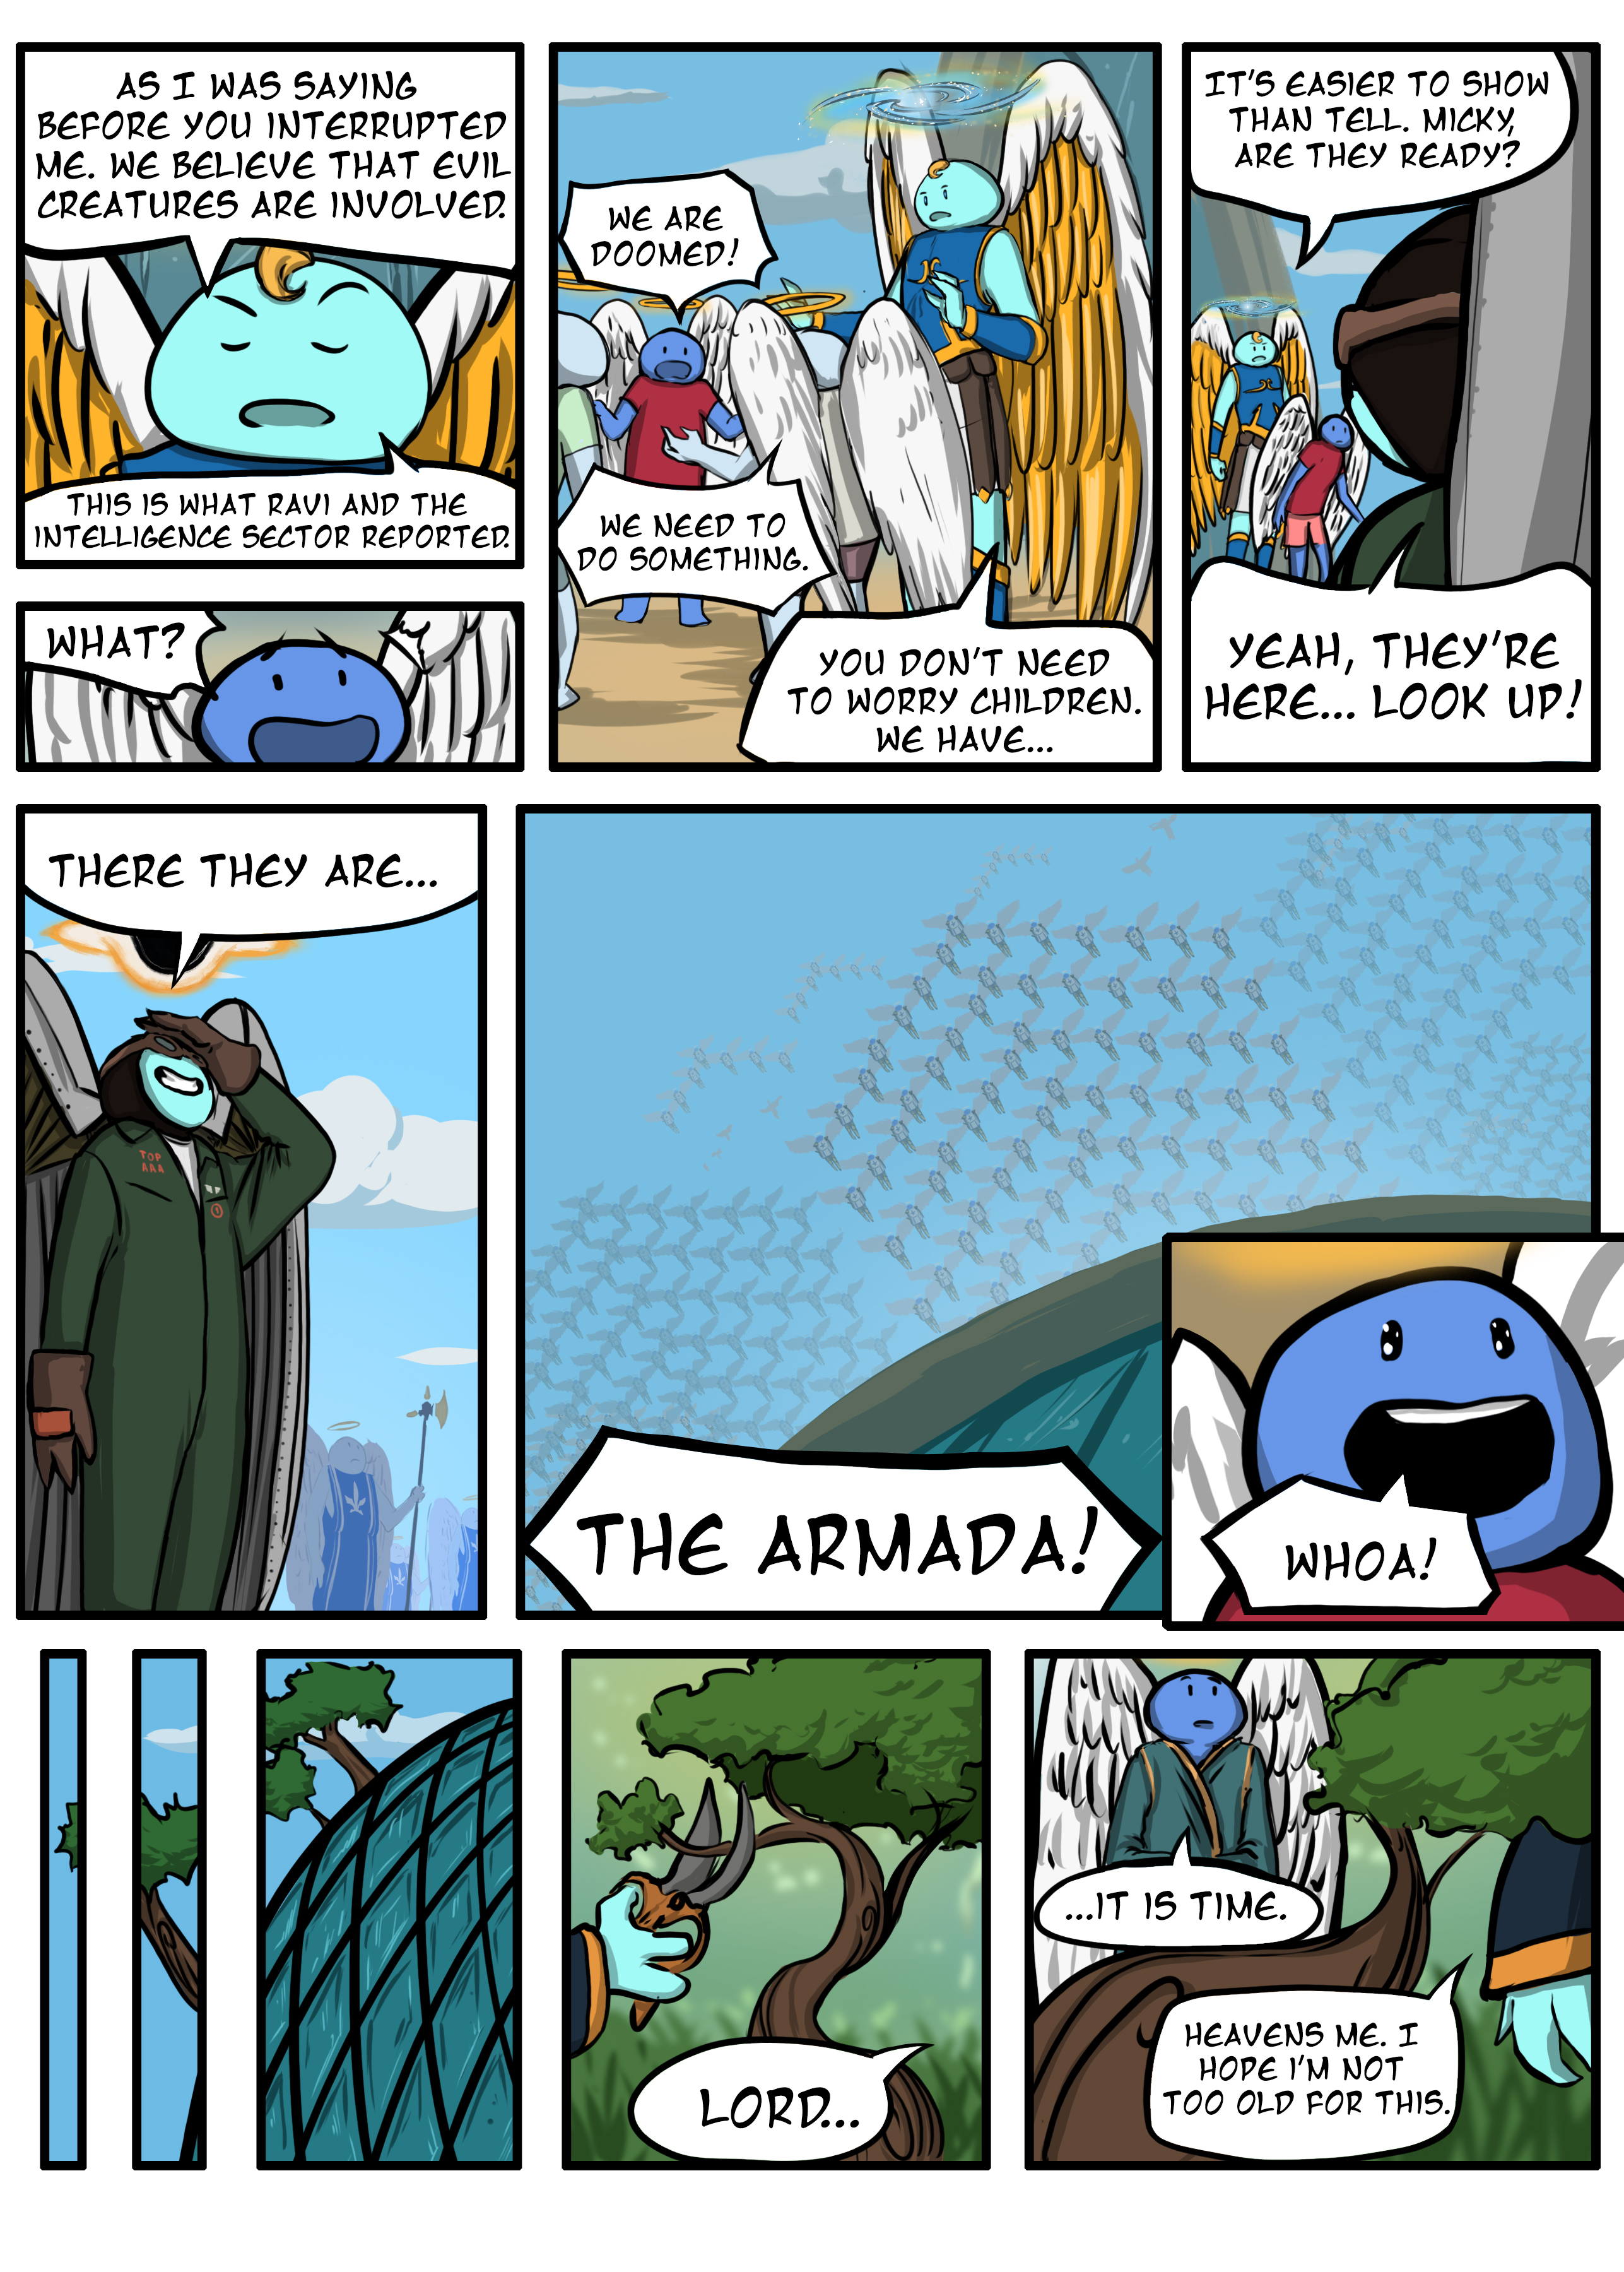 AS I WAS SAYING
BEFORE YOU INTERRUPTED
ME. WE BELIEVE THAT EVIL
CREATURES ARE INVOLVED.
THIS IS WHAT RAVI AND THE
INTELLIGENCE SECTOR REPORTED.
WHAT?
WE ARE
DOOMED!
WE NEED TO
DO SOMETHING.
YOU DON'T NEED
TO WORRY CHILDREN.
WE HAVE...
IT'S EASIER TO SHOW
THAN TELL. MICKY,
ARE THEY READY?
YEAH, THEY'RE
HERE... LOOK UP!
THERE THEY ARE...
TOP
AAA
THE ARMADA!
WHOA!
LORD...
...IT IS TIME.
HEAVENS ME. I
HOPE I'M NOT
TOO OLD FOR THIS.